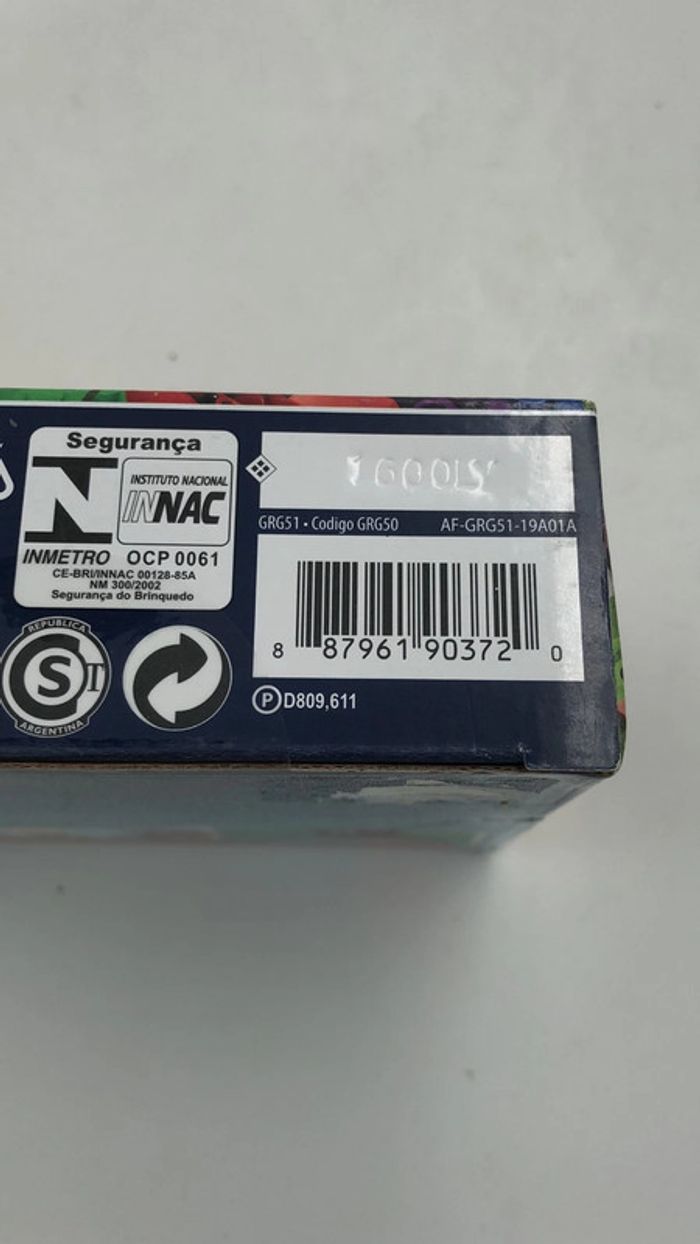 Segurança
INSTITUTO NACIONAL
INNAC
INMETRO OCP 0061
CE-BRI/INNAC 00128-85A
NM 300/2002
Segurança do Brinquedo
1600LY
GRG51 • Codigo GRG50 AF-GRG51-19A01A
8 87961 90372 0
REPUBLICA
S
ARGENTINA
P D809,611